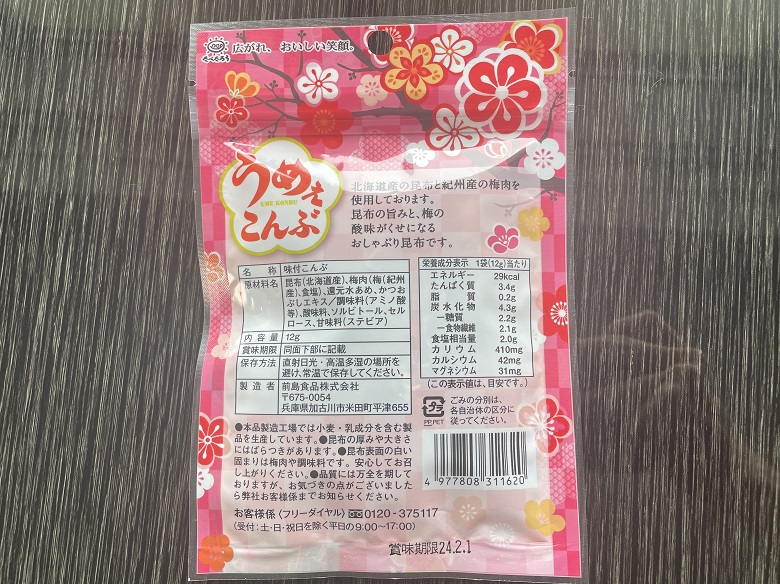 たべるろう
広がれ、おいしい笑顔。
うめえ
UME KONBU
こんぶ
北海道産の昆布と紀州産の梅肉を
使用しております。
昆布の旨みと、梅の
酸味がくせになる
おしゃぶり昆布です。
名　称 味付こんぶ
原材料名 昆布(北海道産)、梅肉(梅(紀州
産)、食塩)、還元水あめ、かつお
ぶしエキス／調味料(アミノ酸
等)、酸味料、ソルビトール、セル
ロース、甘味料(ステビア)
内 容 量 12g
賞味期限 同面下部に記載
保存方法 直射日光・高温多湿の場所を
避け、常温で保存してください。
製 造 者 前島食品株式会社
〒675-0054
兵庫県加古川市米田町平津655
栄養成分表示 1袋(12g)当たり
エネルギー 29kcal
たんぱく質 3.4g
脂　質 0.2g
炭水化物 4.3g
－糖質 2.2g
－食物繊維 2.1g
食塩相当量 2.0g
カリウム 410mg
カルシウム 42mg
マグネシウム 31mg
(この表示値は、目安です。)
プラ
PP,PET
ごみの分別は、
各自治体の区分に
従ってください。
●本品製造工場では小麦・乳成分を含む製
品を生産しています。●昆布の厚みや大きさ
にはばらつきがあります。●昆布表面の白い
固まりは梅肉や調味料です。安心してお召
し上がりください。●品質には万全を期して
おりますが、お気づきの点がございました
ら弊社お客様係までお知らせください。
お客様係〈フリーダイヤル〉 0120-375117
(受付:土・日・祝日を除く平日の9:00〜17:00)
4 977808 311620
賞味期限24.2.1